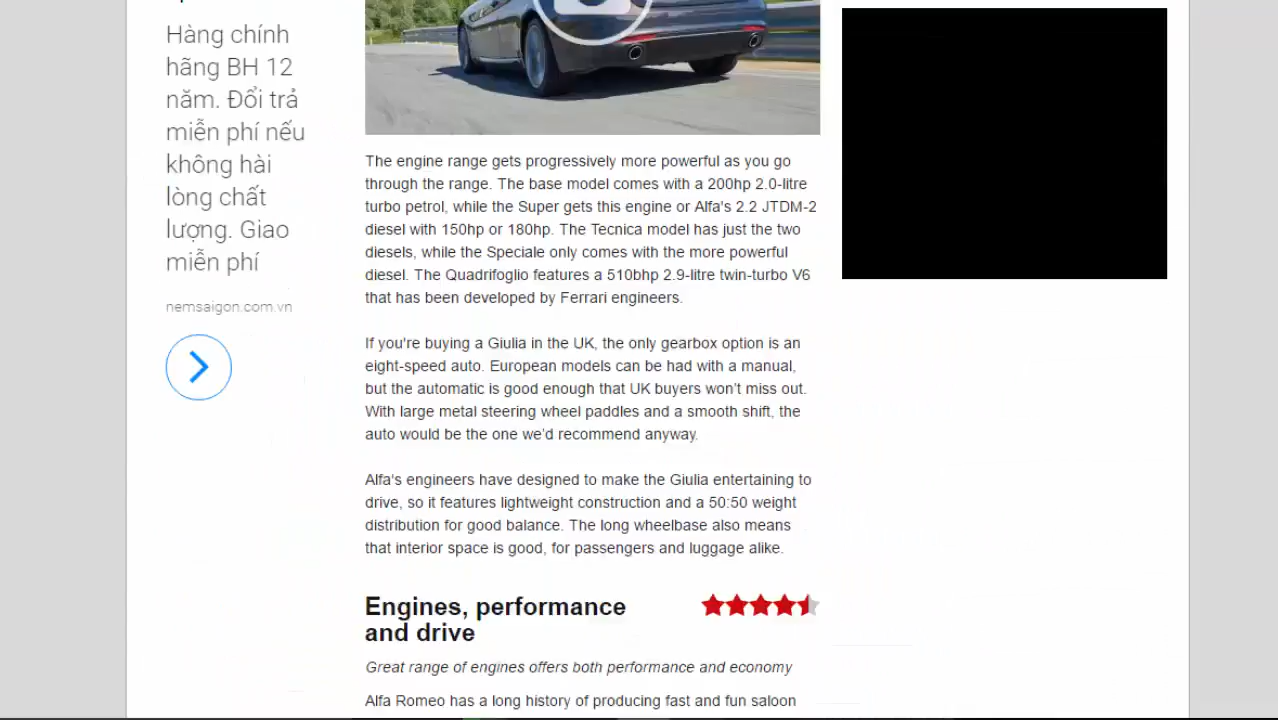 Hàng chính
hãng BH 12
năm. Đổi trả
miễn phí nếu
không hài
lòng chất
lượng. Giao
miễn phí
nemsaigon.com.vn
The engine range gets progressively more powerful as you go
through the range. The base model comes with a 200hp 2.0-litre
turbo petrol, while the Super gets this engine or Alfa's 2.2 JTDM-2
diesel with 150hp or 180hp. The Tecnica model has just the two
diesels, while the Speciale only comes with the more powerful
diesel. The Quadrifoglio features a 510bhp 2.9-litre twin-turbo V6
that has been developed by Ferrari engineers.
If you're buying a Giulia in the UK, the only gearbox option is an
eight-speed auto. European models can be had with a manual,
but the automatic is good enough that UK buyers won’t miss out.
With large metal steering wheel paddles and a smooth shift, the
auto would be the one we’d recommend anyway.
Alfa's engineers have designed to make the Giulia entertaining to
drive, so it features lightweight construction and a 50:50 weight
distribution for good balance. The long wheelbase also means
that interior space is good, for passengers and luggage alike.
Engines, performance
and drive
Great range of engines offers both performance and economy
Alfa Romeo has a long history of producing fast and fun saloon